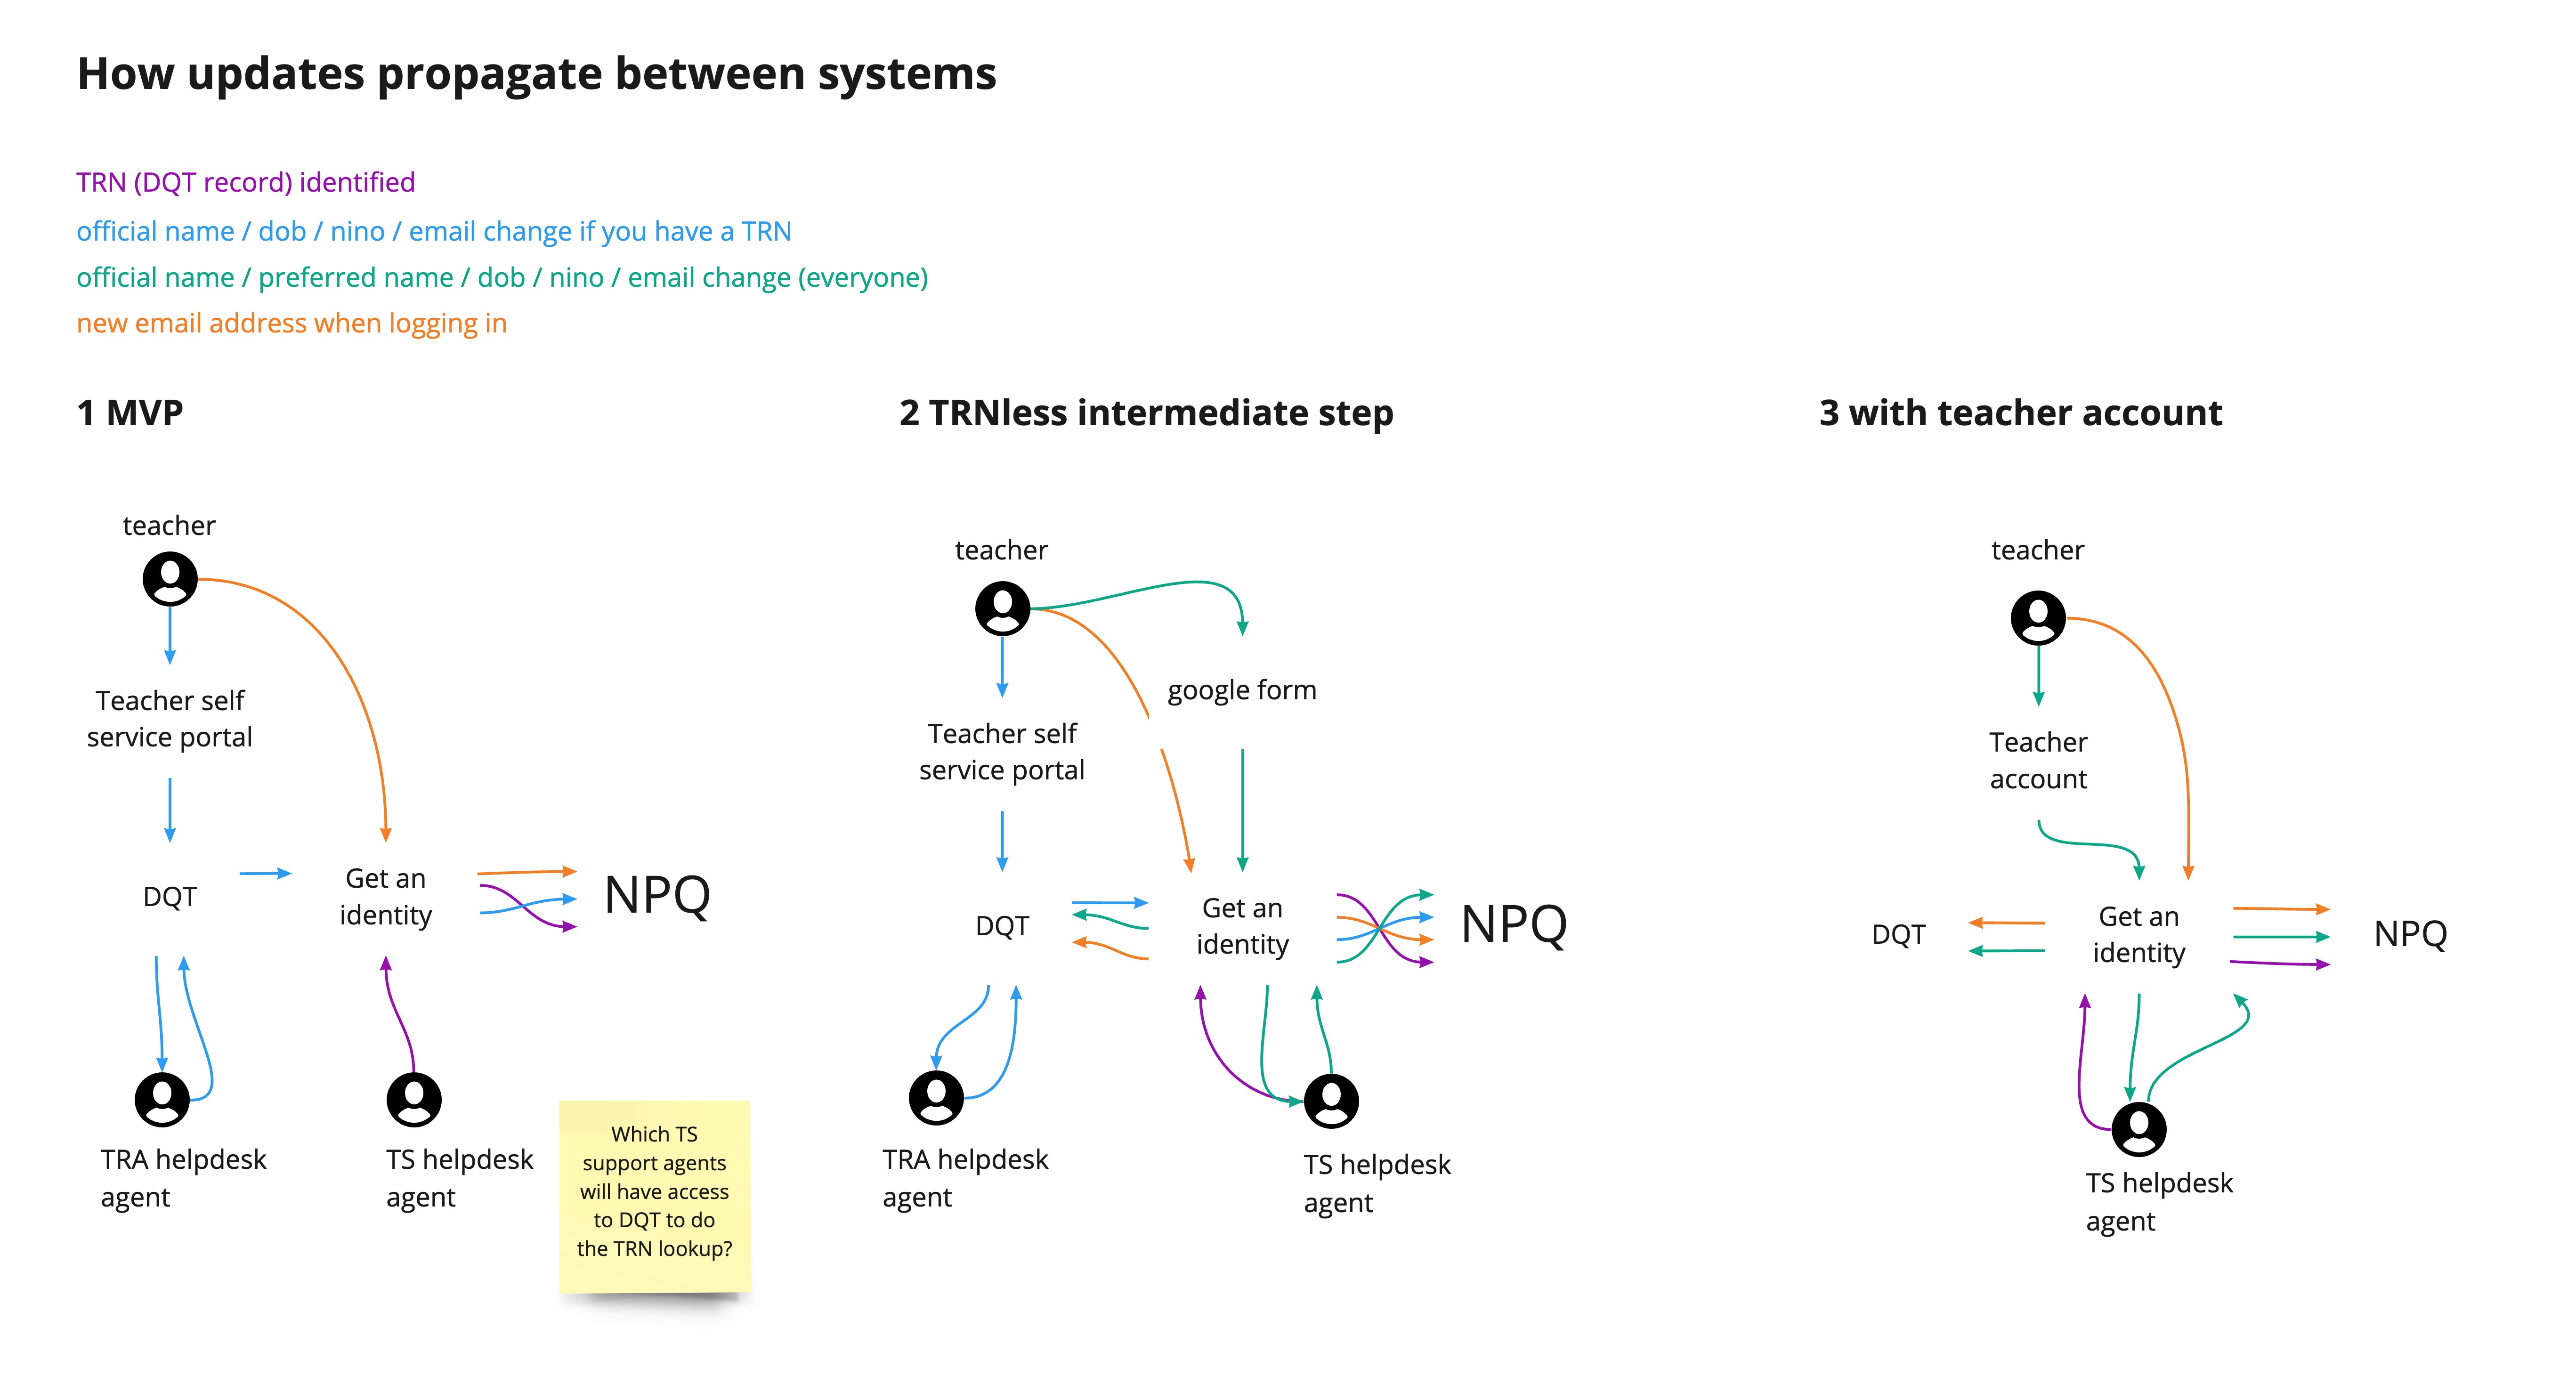 How updates propagate between systems
TRN (DQT record) identified
official name / dob / nino / email change if you have a TRN
official name / preferred name / dob / nino / email change (everyone)
new email address when logging in
1 MVP
teacher
Teacher self
service portal
DQT
Get an
identity
NPQ
TRA helpdesk
agent
TS helpdesk
agent
Which TS
support agents
will have access
to DQT to do
the TRN lookup?
2 TRNless intermediate step
teacher
google form
Teacher self
service portal
DQT
Get an
identity
NPQ
TRA helpdesk
agent
TS helpdesk
agent
3 with teacher account
teacher
Teacher
account
DQT
Get an
identity
NPQ
TS helpdesk
agent